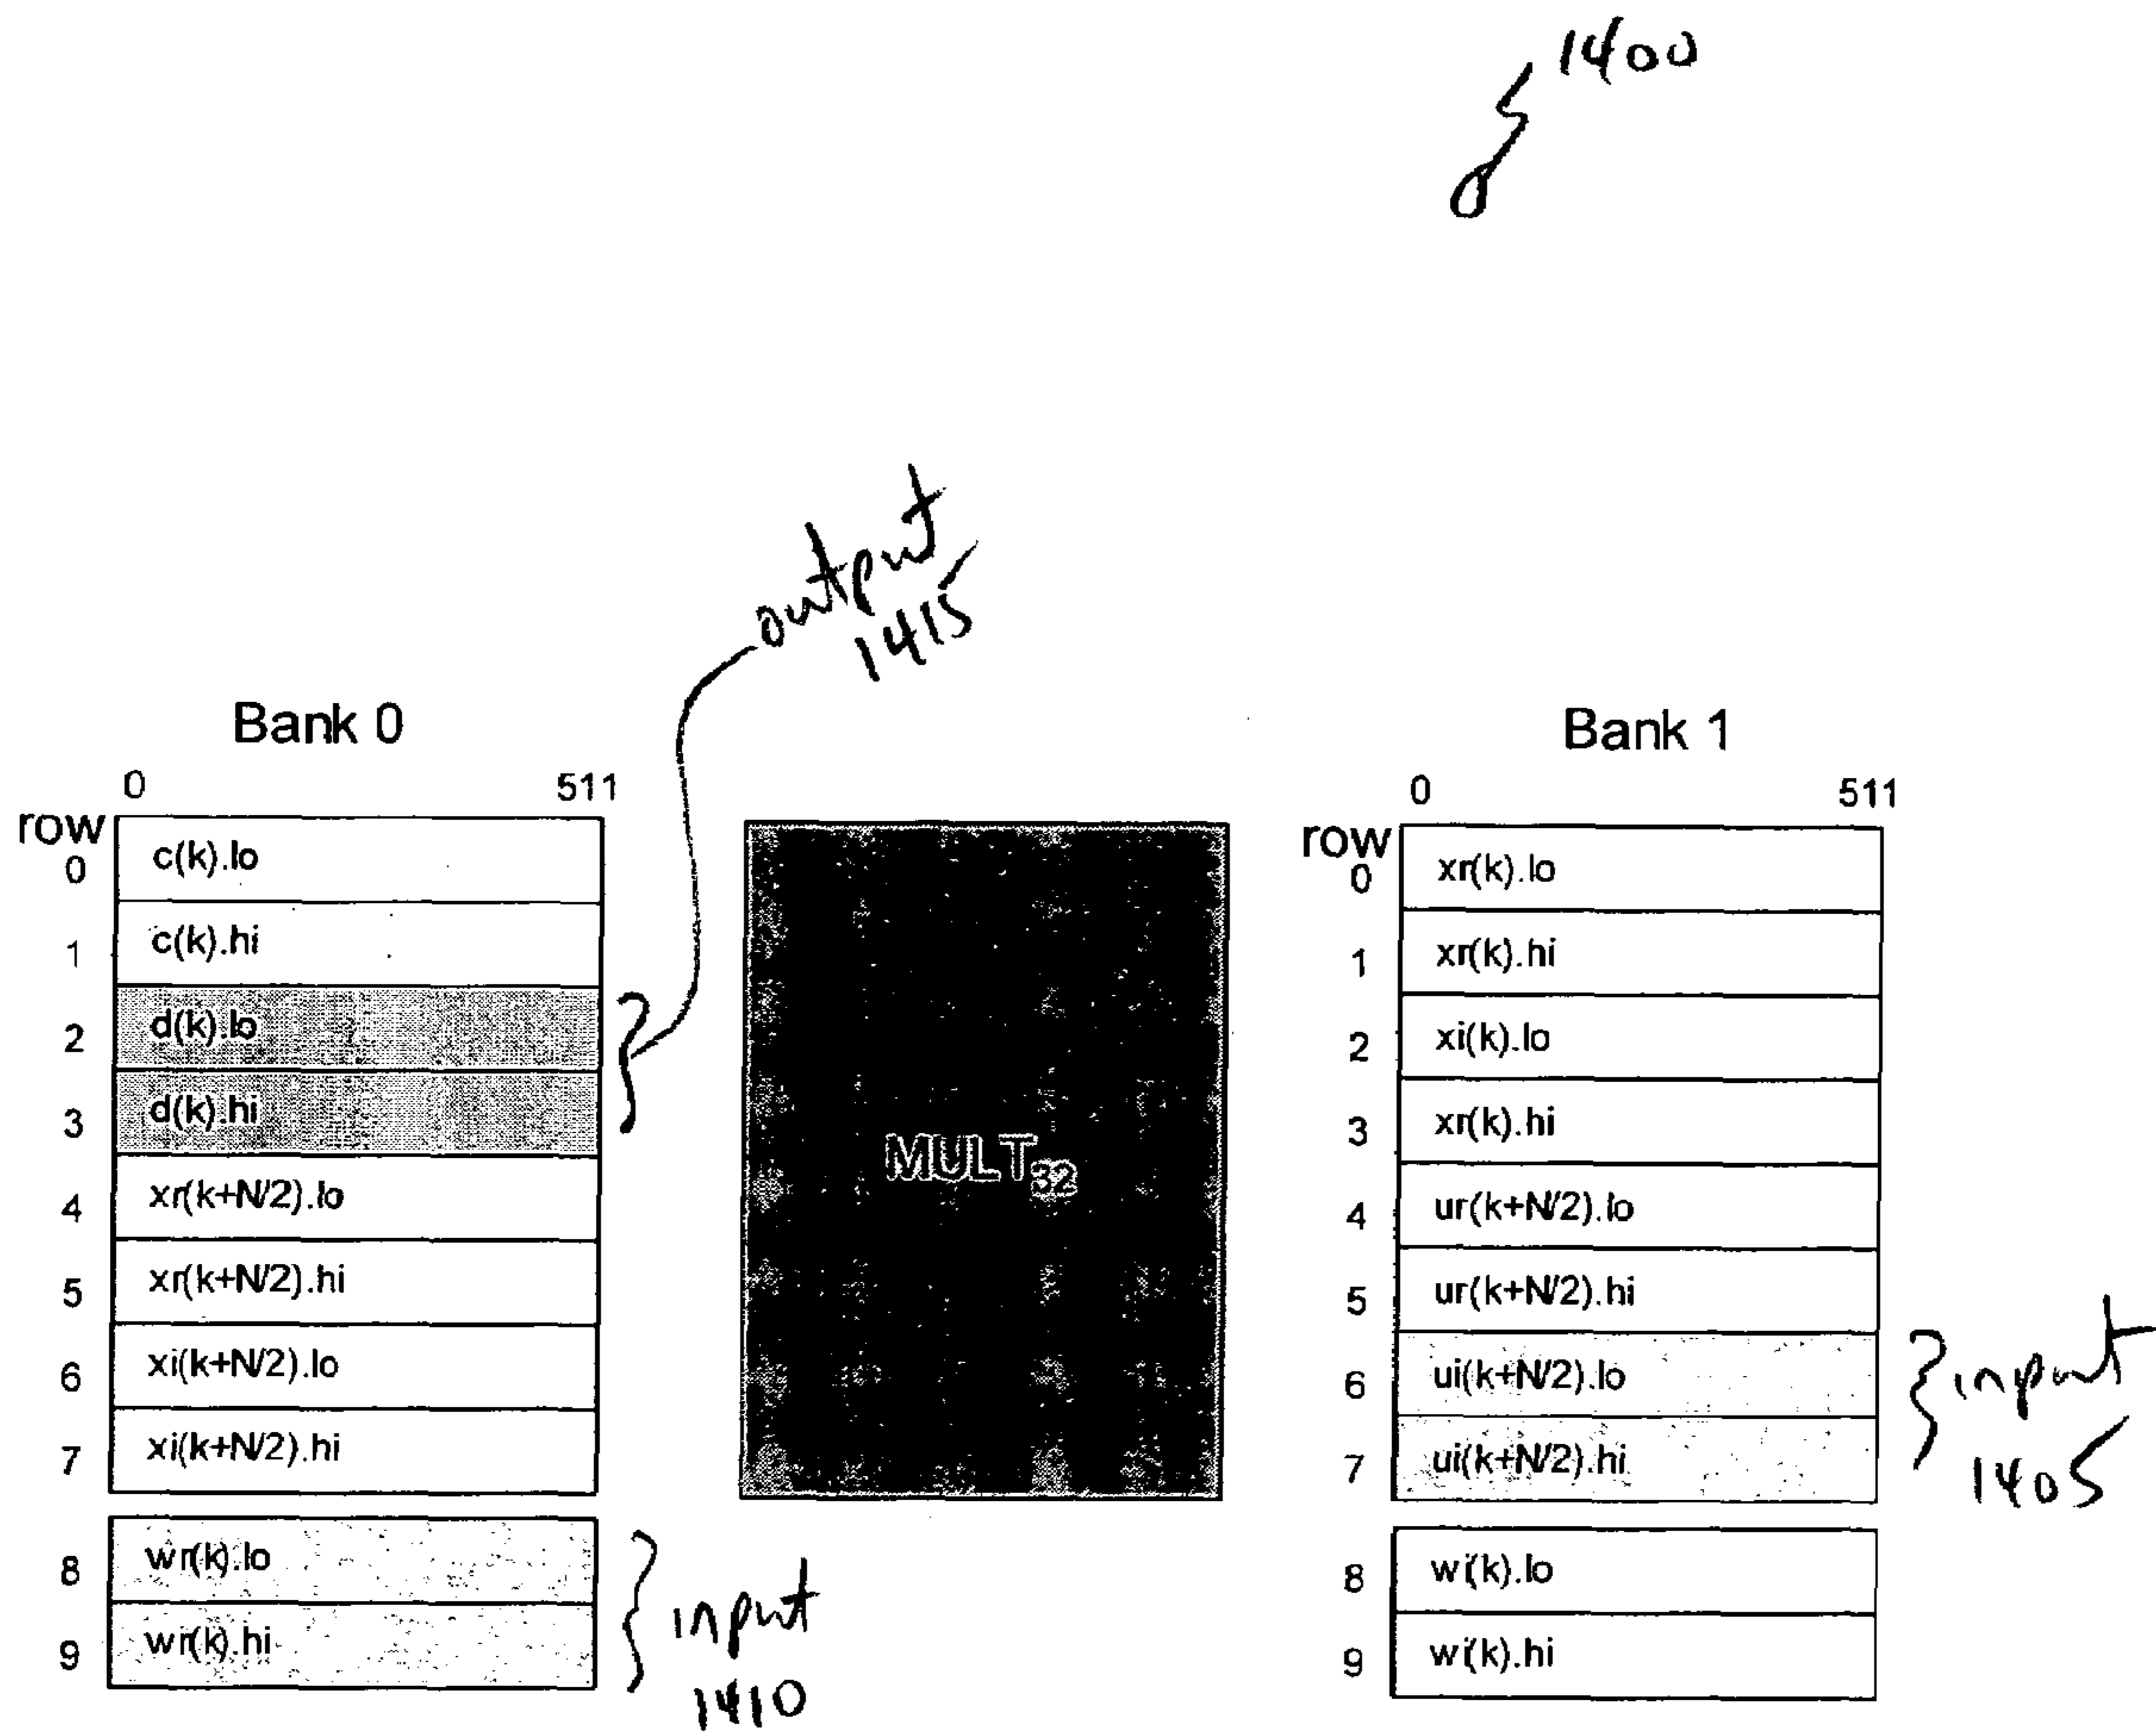 1400
output
1415
Bank 0
0 511
row
0 c(k).lo
1 c(k).hi
2 d(k).lo
3 d(k).hi
4 xr(k+N/2).lo
5 xr(k+N/2).hi
6 xi(k+N/2).lo
7 xi(k+N/2).hi
8 wr(k).lo
9 wr(k).hi
input
1410
MULT32
Bank 1
0 511
row
0 xr(k).lo
1 xr(k).hi
2 xi(k).lo
3 xr(k).hi
4 ur(k+N/2).lo
5 ur(k+N/2).hi
6 ui(k+N/2).lo
7 ui(k+N/2).hi
input
1405
8 wi(k).lo
9 wi(k).hi